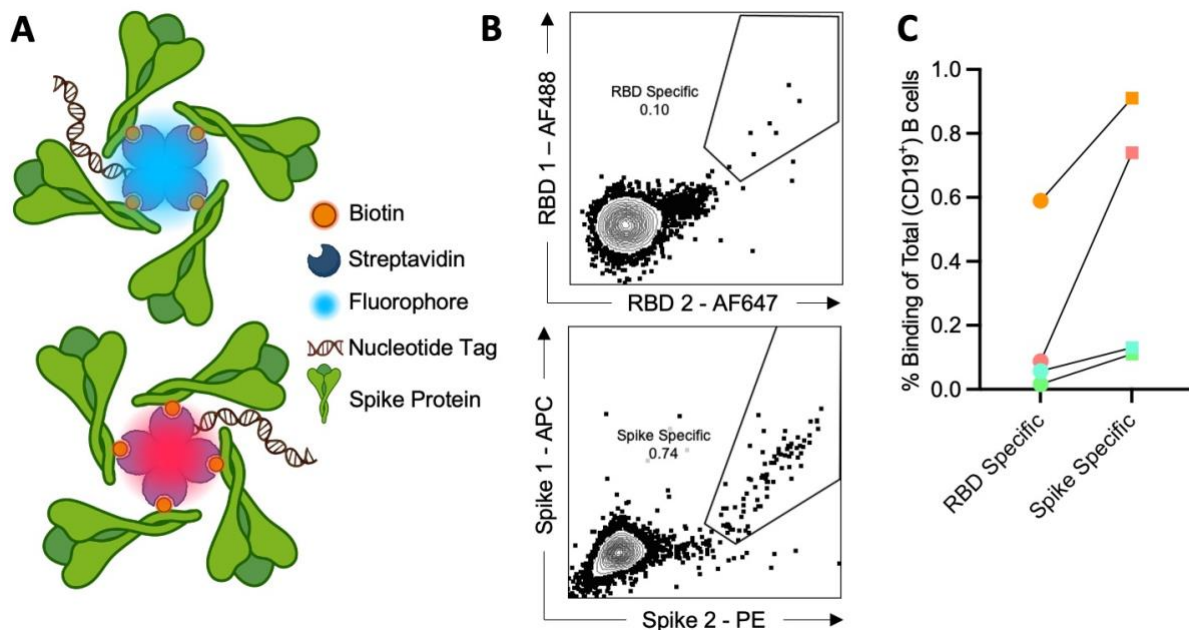 A
Biotin
Streptavidin
Fluorophore
Nucleotide Tag
Spike Protein
B
RBD 1 - AF488
RBD Specific
0.10
RBD 2 - AF647
Spike 1 - APC
Spike Specific
0.74
Spike 2 - PE
C
% Binding of Total (CD19⁺) B cells
1.0
0.8
0.6
0.4
0.2
0.0
RBD Specific
Spike Specific